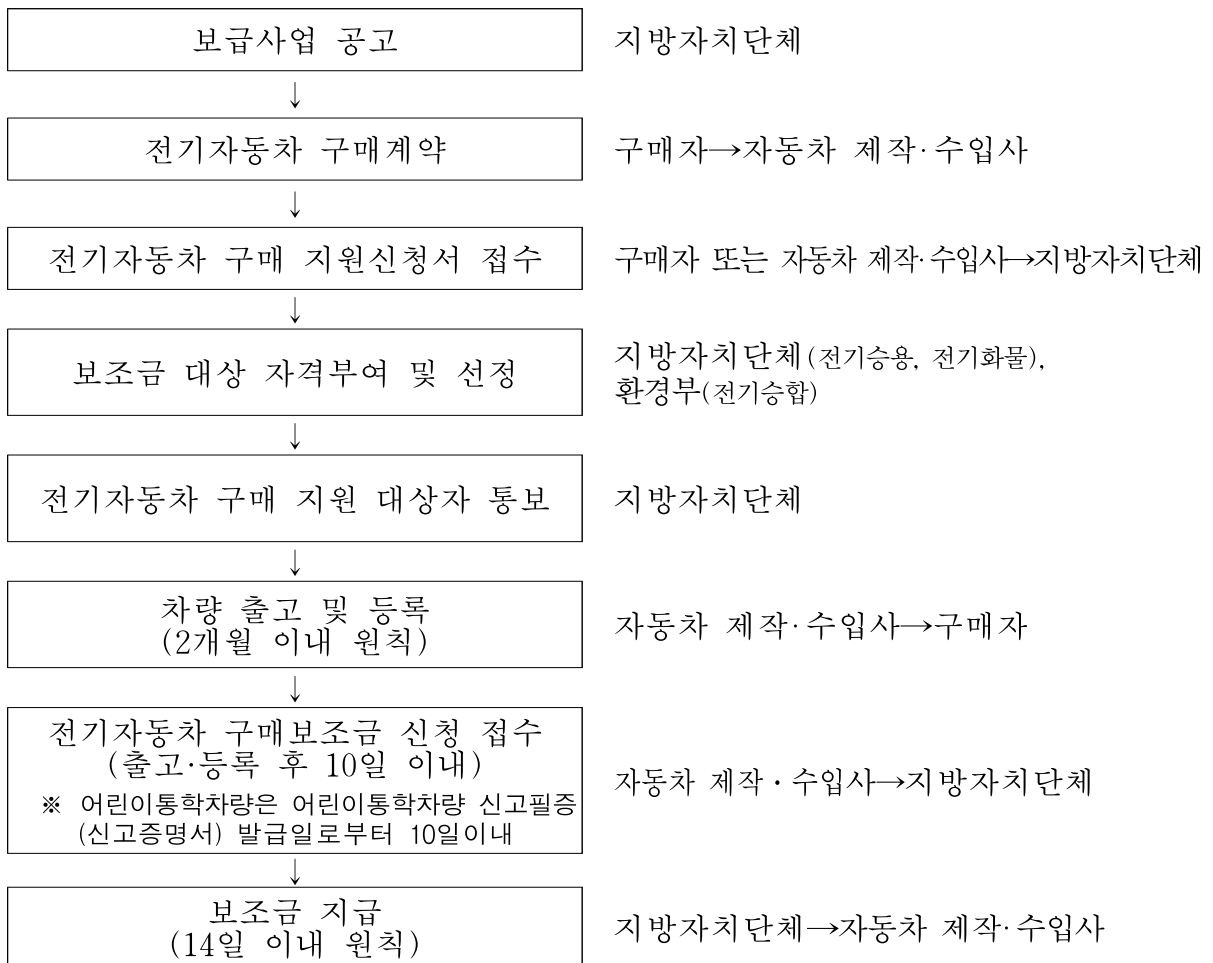 보급사업 공고
지방자치단체
↓
전기자동차 구매계약
구매자→자동차 제작·수입사
↓
전기자동차 구매 지원신청서 접수
구매자 또는 자동차 제작·수입사→지방자치단체
↓
보조금 대상 자격부여 및 선정
지방자치단체(전기승용, 전기화물),
환경부(전기승합)
↓
전기자동차 구매 지원 대상자 통보
지방자치단체
↓
차량 출고 및 등록
(2개월 이내 원칙)
자동차 제작·수입사→구매자
↓
전기자동차 구매보조금 신청 접수
(출고·등록 후 10일 이내)
※ 어린이통학차량은 어린이통학차량 신고필증
(신고증명서) 발급일로부터 10일이내
자동차 제작·수입사→지방자치단체
↓
보조금 지급
(14일 이내 원칙)
지방자치단체→자동차 제작·수입사